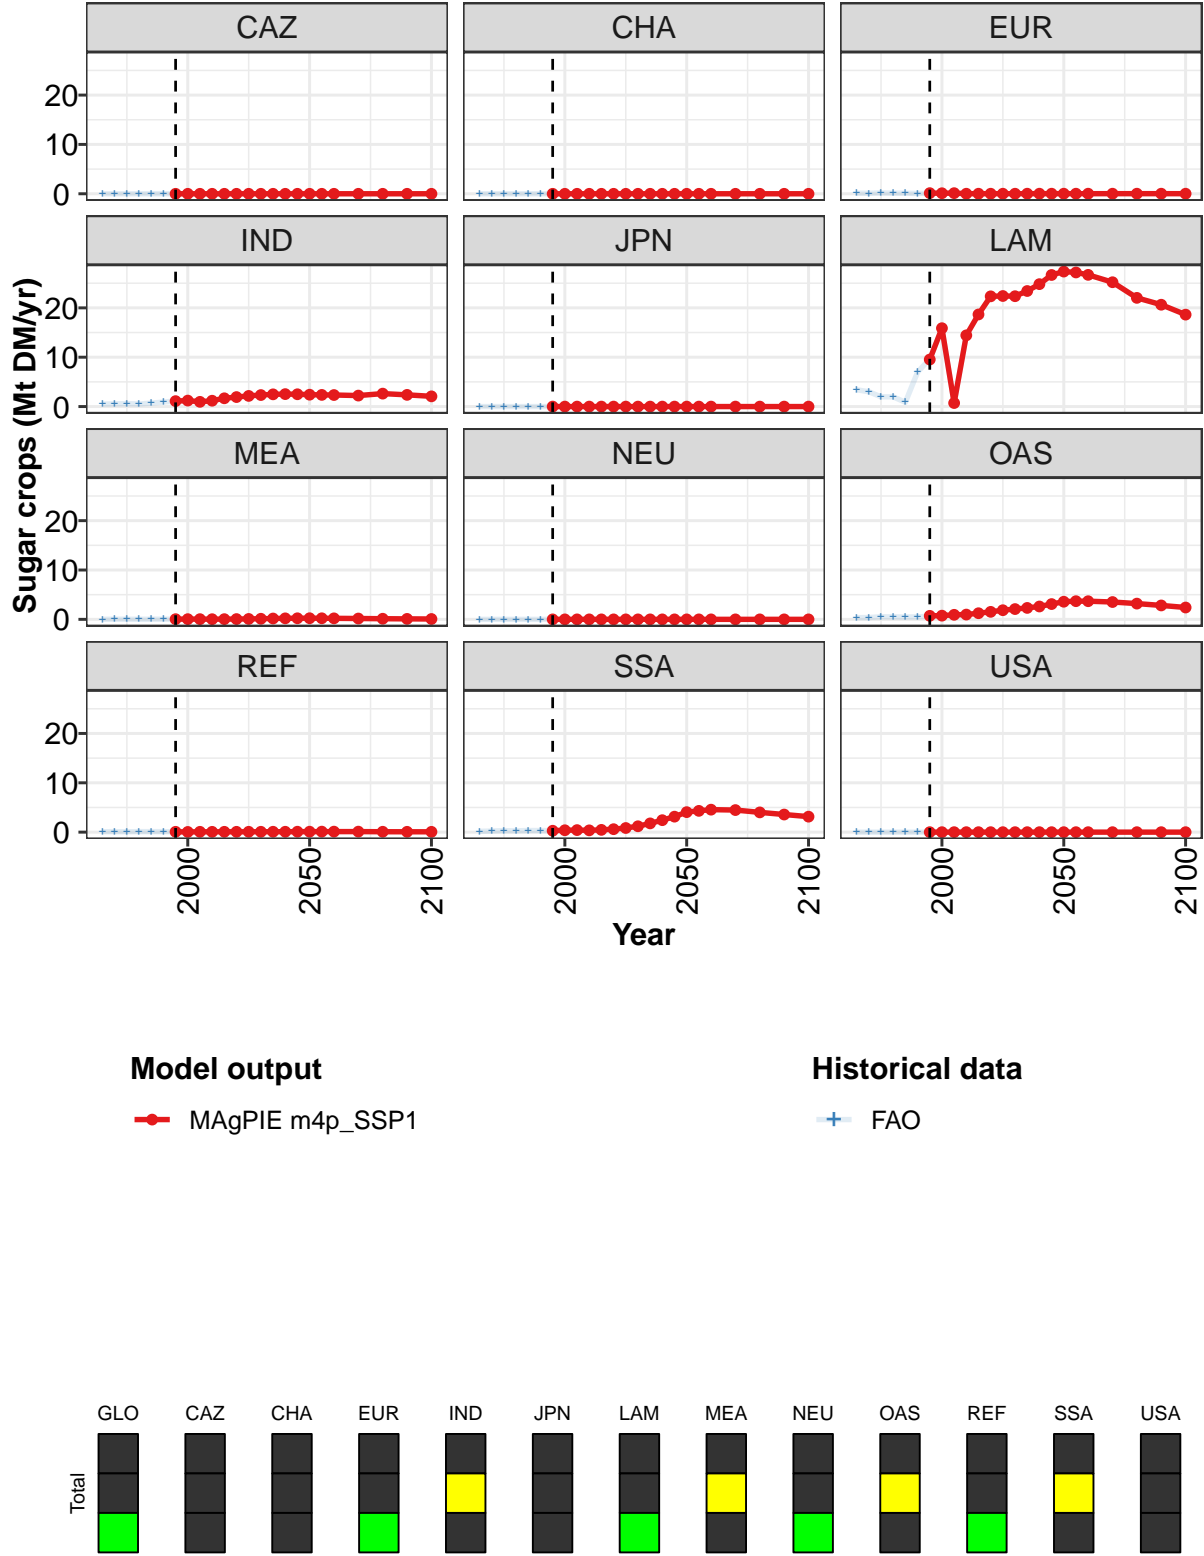 CAZ CHA EUR
20
10
0
IND JPN LAM
20
10
0
MEA NEU OAS
20
10
0
REF SSA USA
20
10
0
Sugar crops (Mt DM/yr)
2000 2050 2100 2000 2050 2100 2000 2050 2100
Year
Model output Historical data
MAgPIE m4p_SSP1 FAO
GLO CAZ CHA EUR IND JPN LAM MEA NEU OAS REF SSA USA
Total